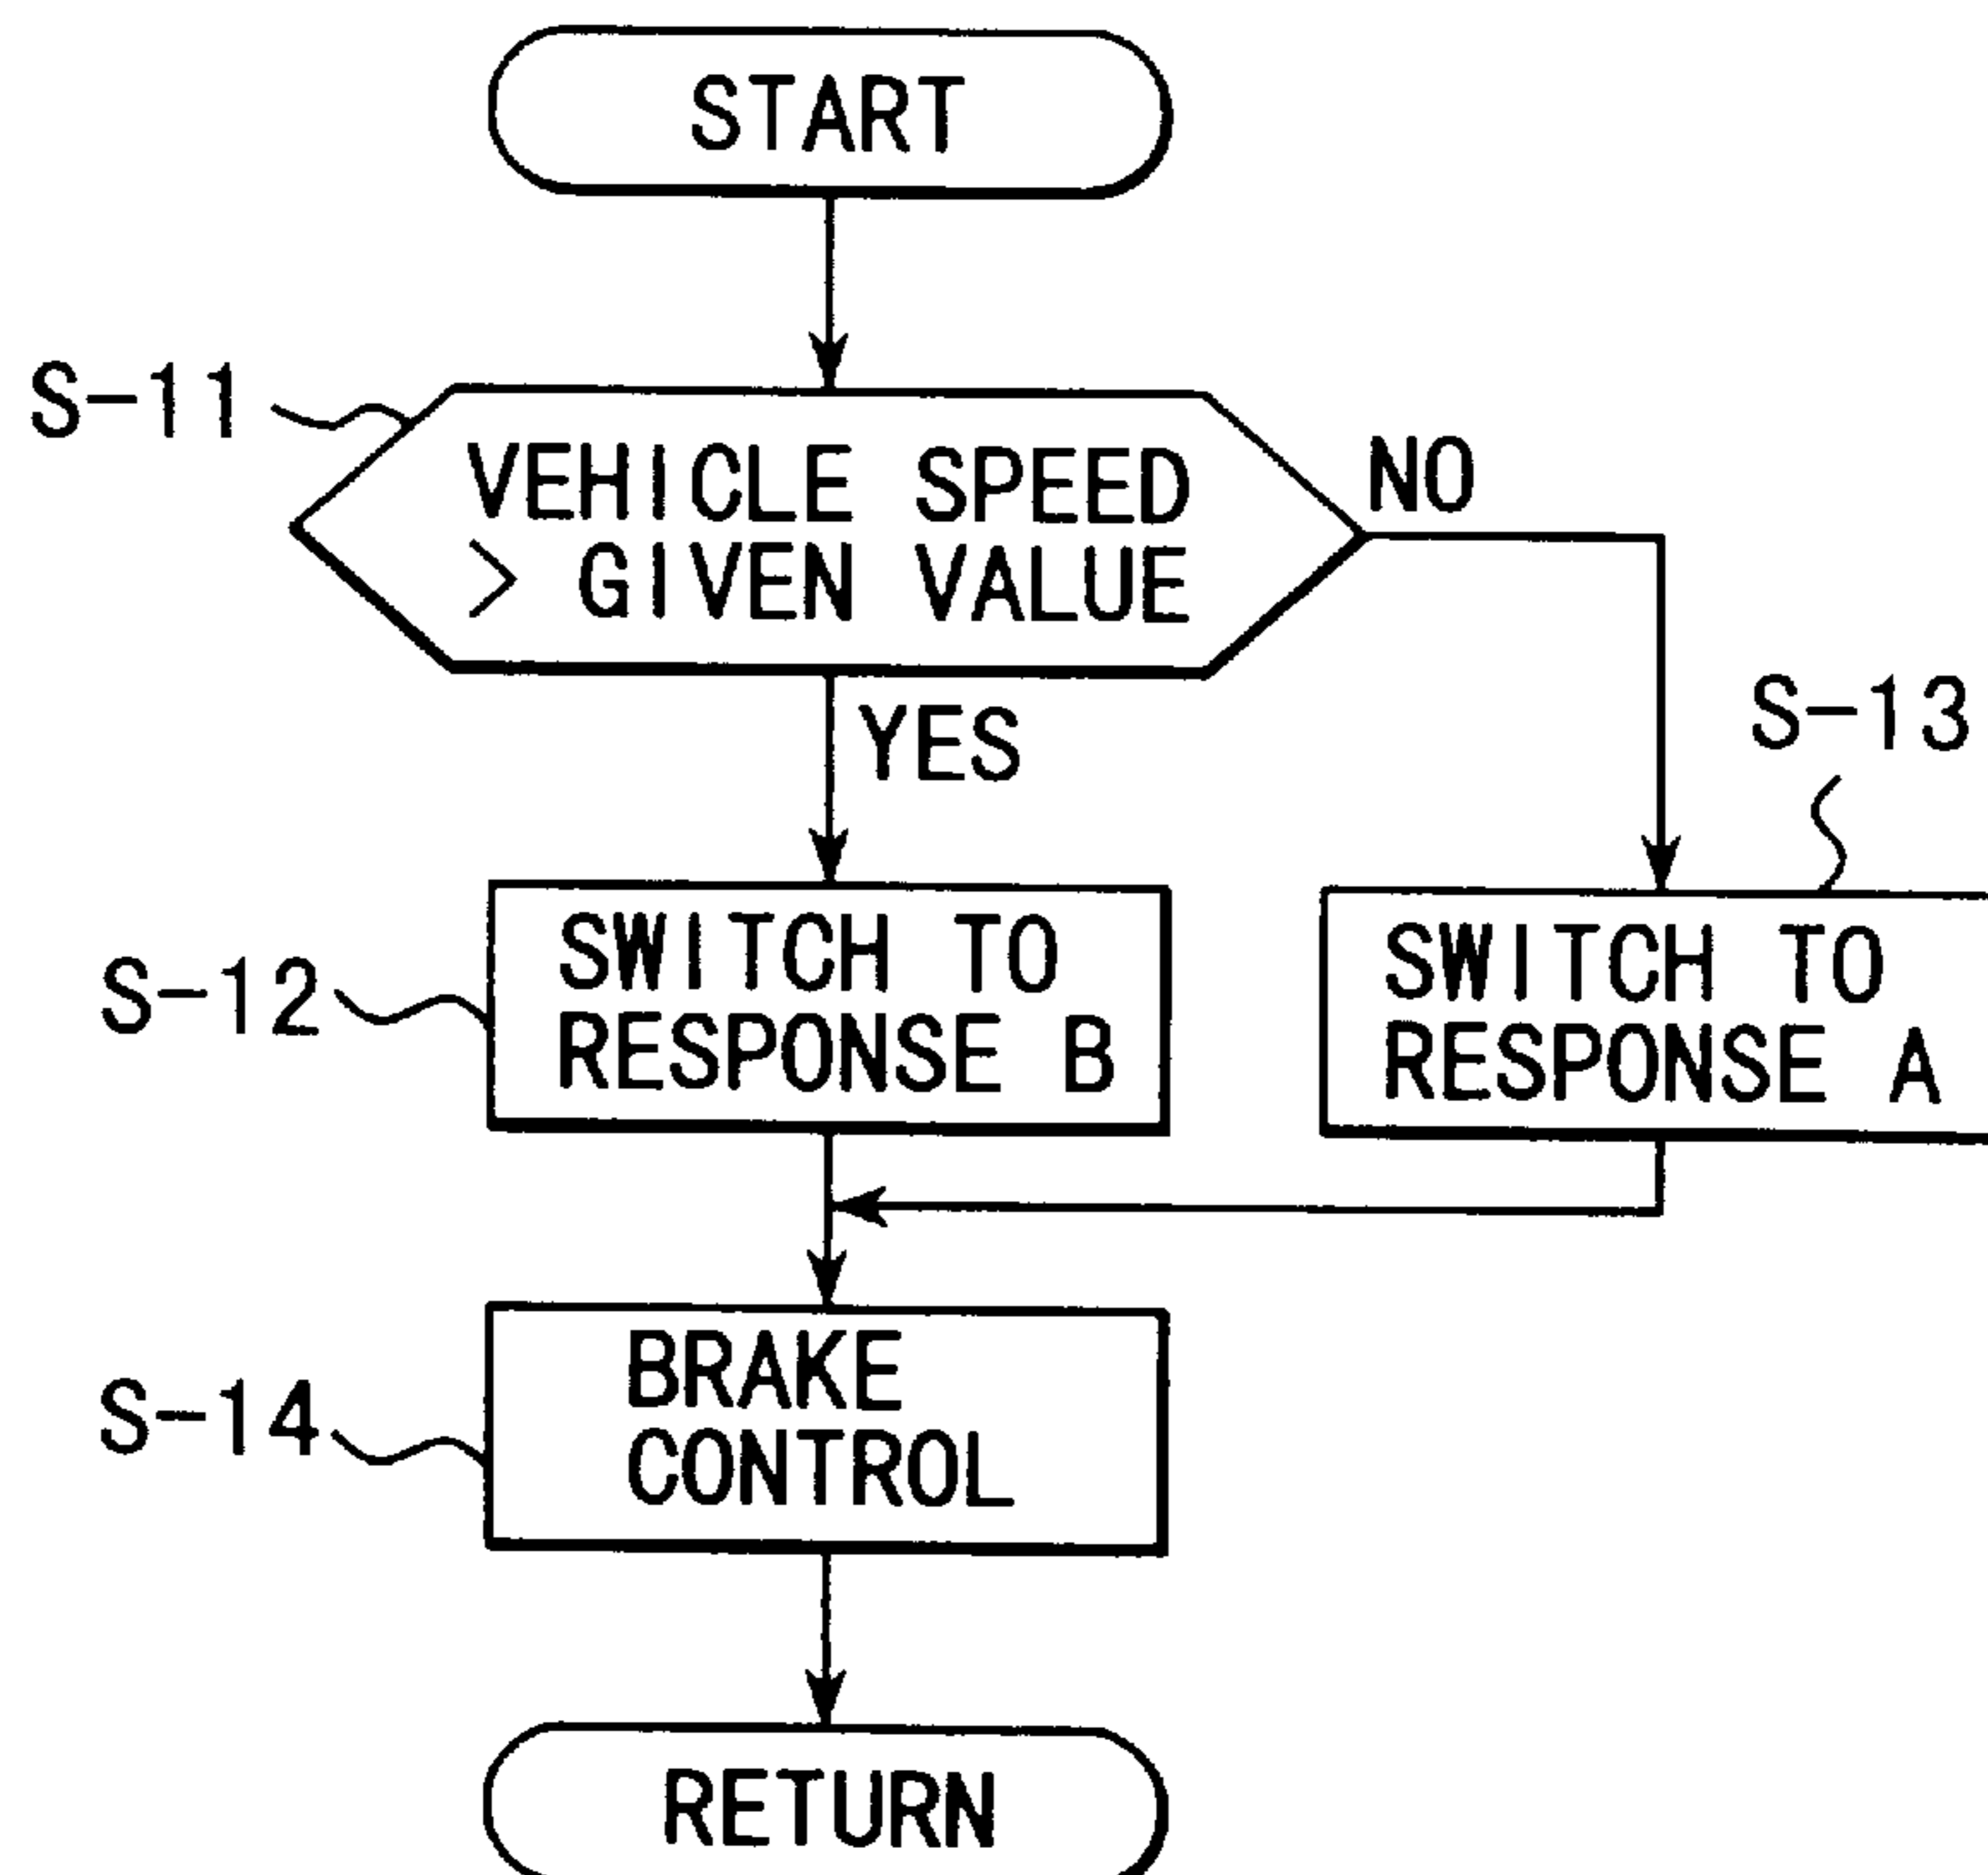 START
S-11
VEHICLE SPEED
> GIVEN VALUE
NO
YES
S-13
S-12
SWITCH TO
RESPONSE B
SWITCH TO
RESPONSE A
S-14
BRAKE
CONTROL
RETURN